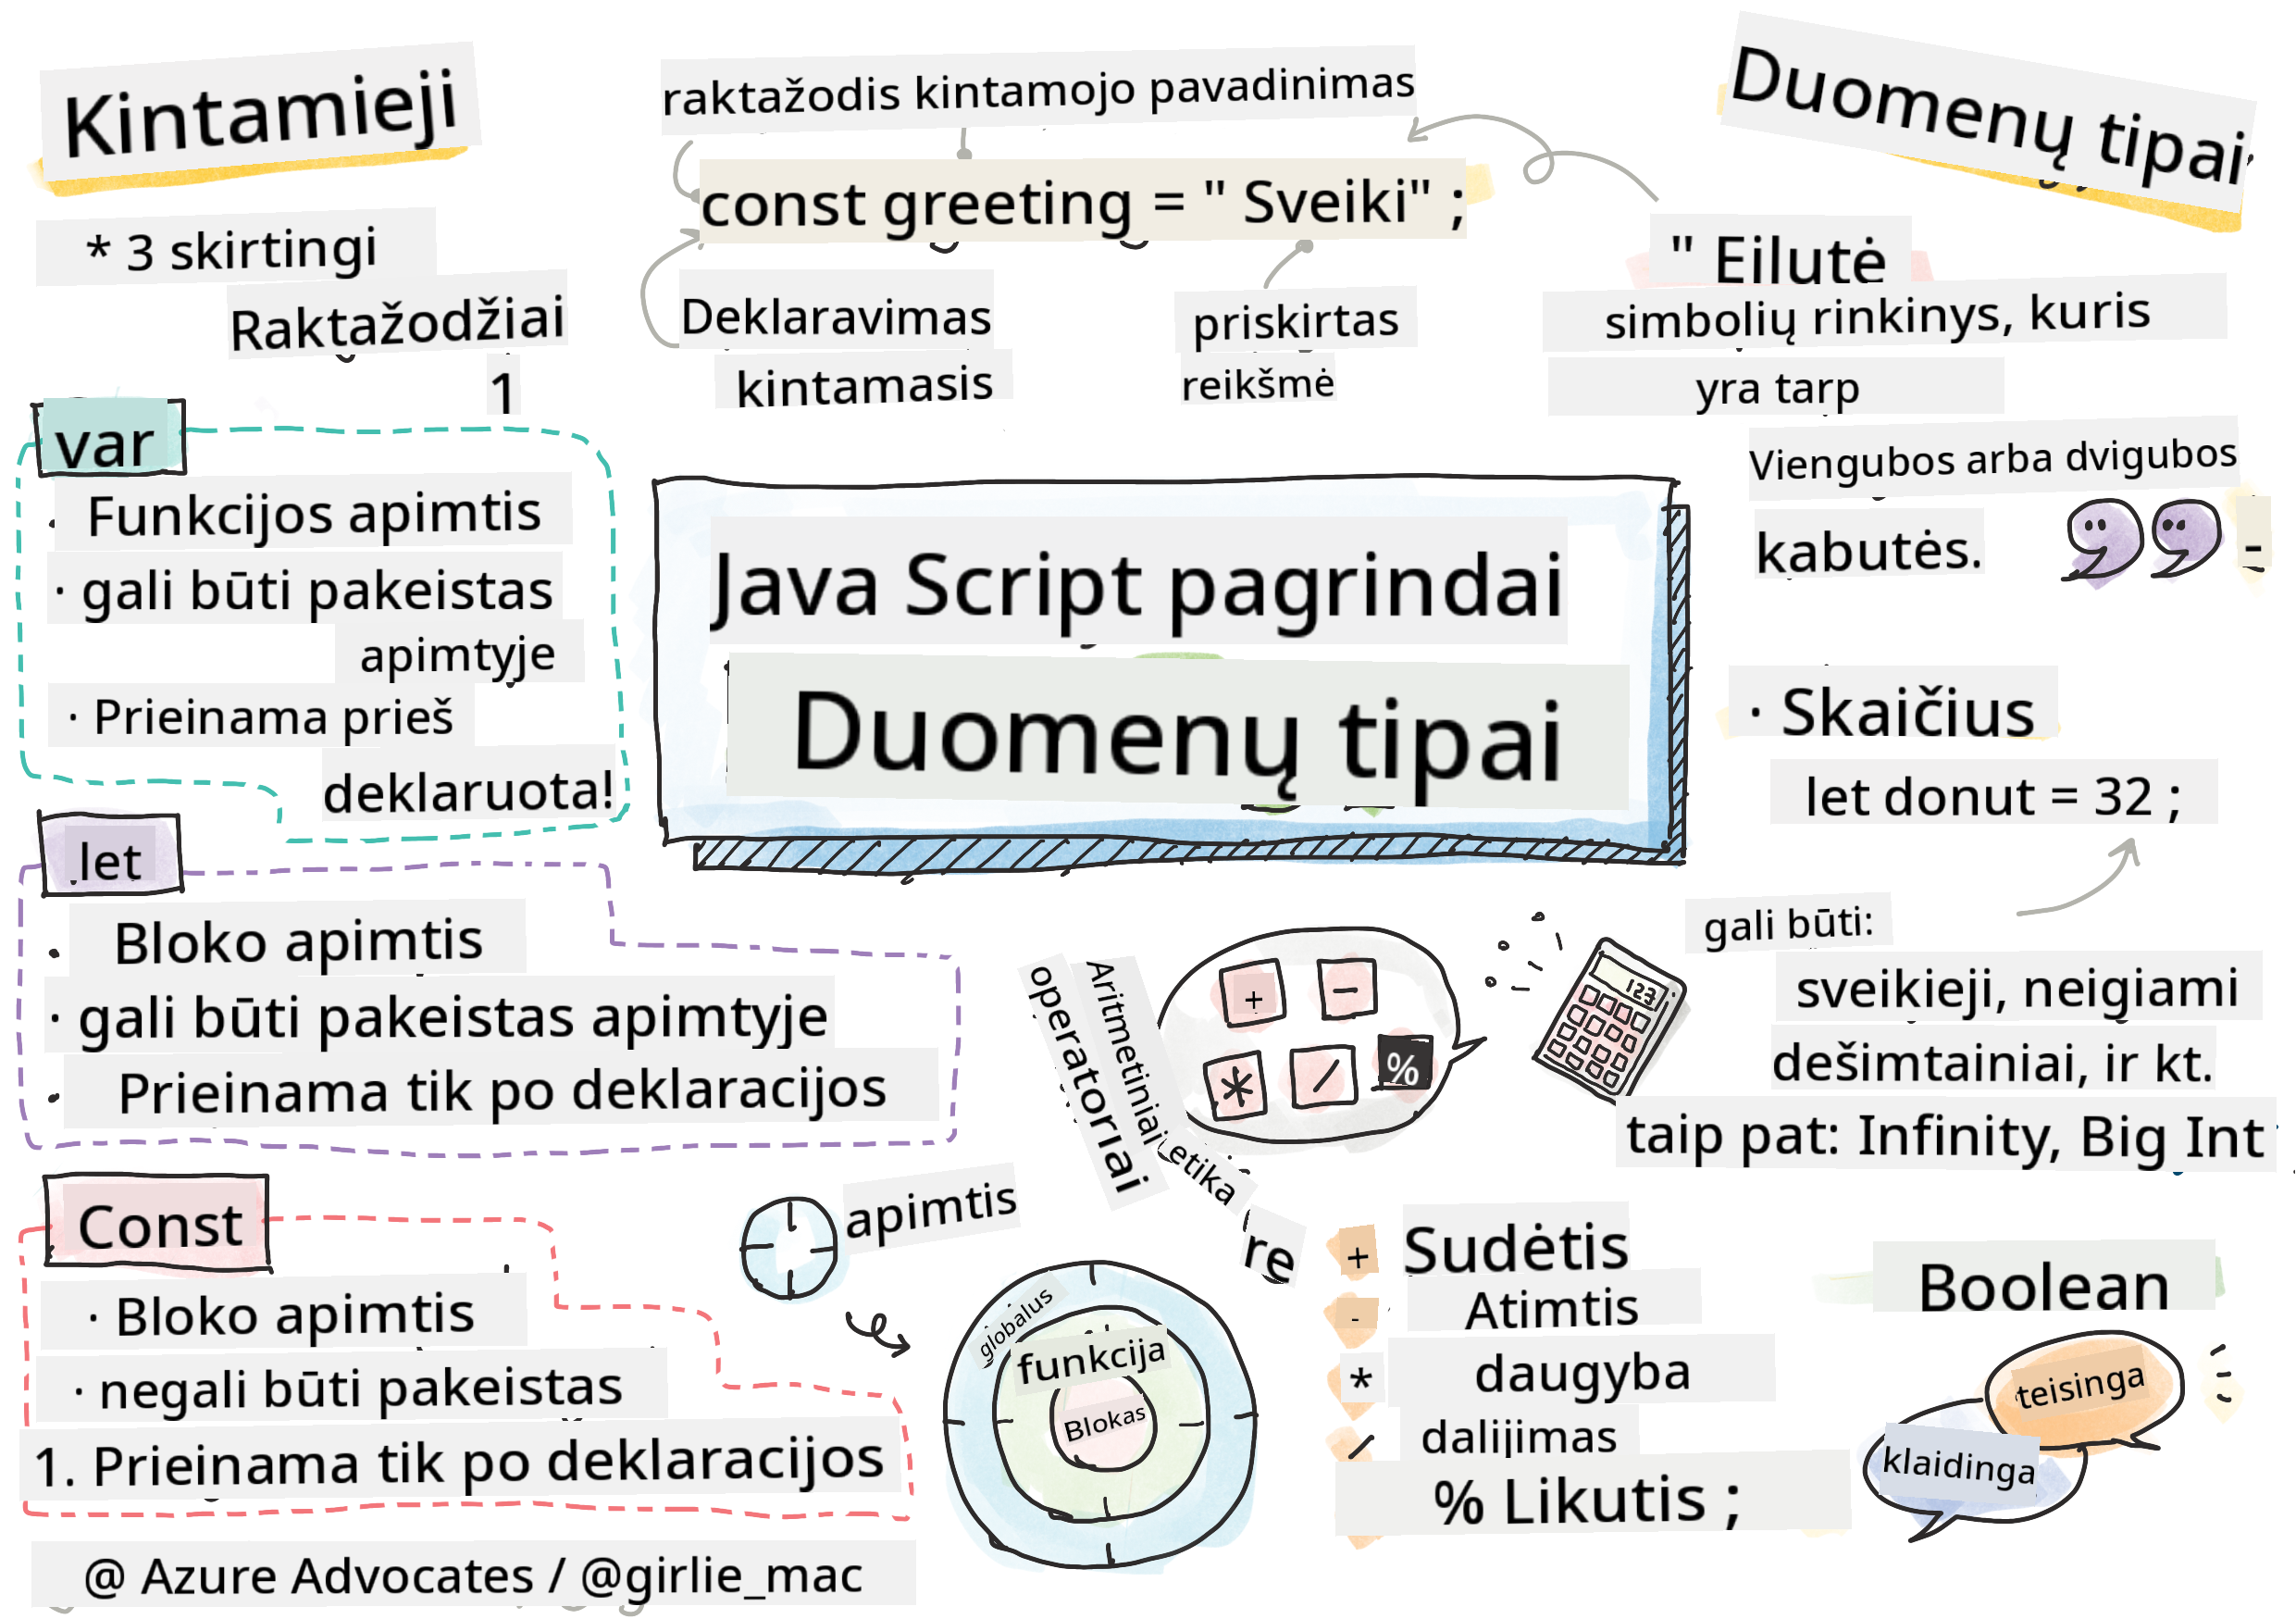 Kintamieji
* 3 skirtingi
Raktažodžiai
1
var
Funkcijos apimtis
· gali būti pakeistas
apimtyje
· Prieinama prieš
deklaruota!
let
Bloko apimtis
· gali būti pakeistas apimtyje
Prieinama tik po deklaracijos
Const
· Bloko apimtis
· negali būti pakeistas
1. Prieinama tik po deklaracijos
@ Azure Advocates / @girlie_mac
raktažodis kintamojo pavadinimas
const greeting = " Sveiki" ;
Deklaravimas
kintamasis
priskirtas
reikšmė
Java Script pagrindai
Duomenų tipai
apimtis
globalus
funkcija
Blokas
Aritmetiniai
operatoriai
etika
re
+
-
*
/
%
123
+ Sudėtis
- Atimtis
* daugyba
/ dalijimas
% Likutis ;
Duomenų tipai
" Eilutė
simbolių rinkinys, kuris
yra tarp
Viengubos arba dvigubos
kabutės.
-
· Skaičius
let donut = 32 ;
gali būti:
sveikieji, neigiami
dešimtainiai, ir kt.
taip pat: Infinity, Big Int
Boolean
teisinga
klaidinga